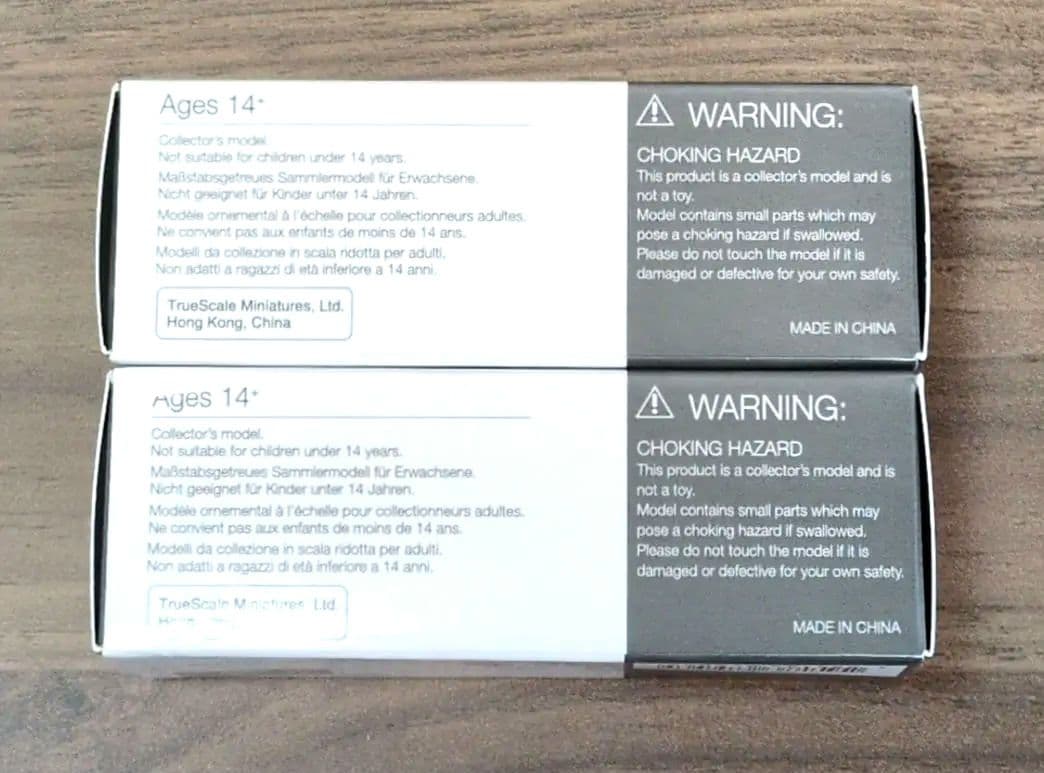 Ages 14+
Collector's model.
Not suitable for children under 14 years.
Maßstabsgetreues Sammlermodell für Erwachsene.
Nicht geeignet für Kinder unter 14 Jahren.
Modèle ornemental à l'échelle pour collectionneurs adultes.
Ne convient pas aux enfants de moins de 14 ans.
Modelli da collezione in scala ridotta per adulti.
Non adatti a ragazzi di età inferiore a 14 anni.
TrueScale Miniatures, Ltd.
Hong Kong, China
WARNING:
CHOKING HAZARD
This product is a collector's model and is
not a toy.
Model contains small parts which may
pose a choking hazard if swallowed.
Please do not touch the model if it is
damaged or defective for your own safety.
MADE IN CHINA
Ages 14+
Collector's model.
Not suitable for children under 14 years.
Maßstabsgetreues Sammlermodell für Erwachsene.
Nicht geeignet für Kinder unter 14 Jahren.
Modèle ornemental à l'échelle pour collectionneurs adultes.
Ne convient pas aux enfants de moins de 14 ans.
Modelli da collezione in scala ridotta per adulti.
Non adatti a ragazzi di età inferiore a 14 anni.
TrueScale Miniatures, Ltd.
WARNING:
CHOKING HAZARD
This product is a collector's model and is
not a toy.
Model contains small parts which may
pose a choking hazard if swallowed.
Please do not touch the model if it is
damaged or defective for your own safety.
MADE IN CHINA